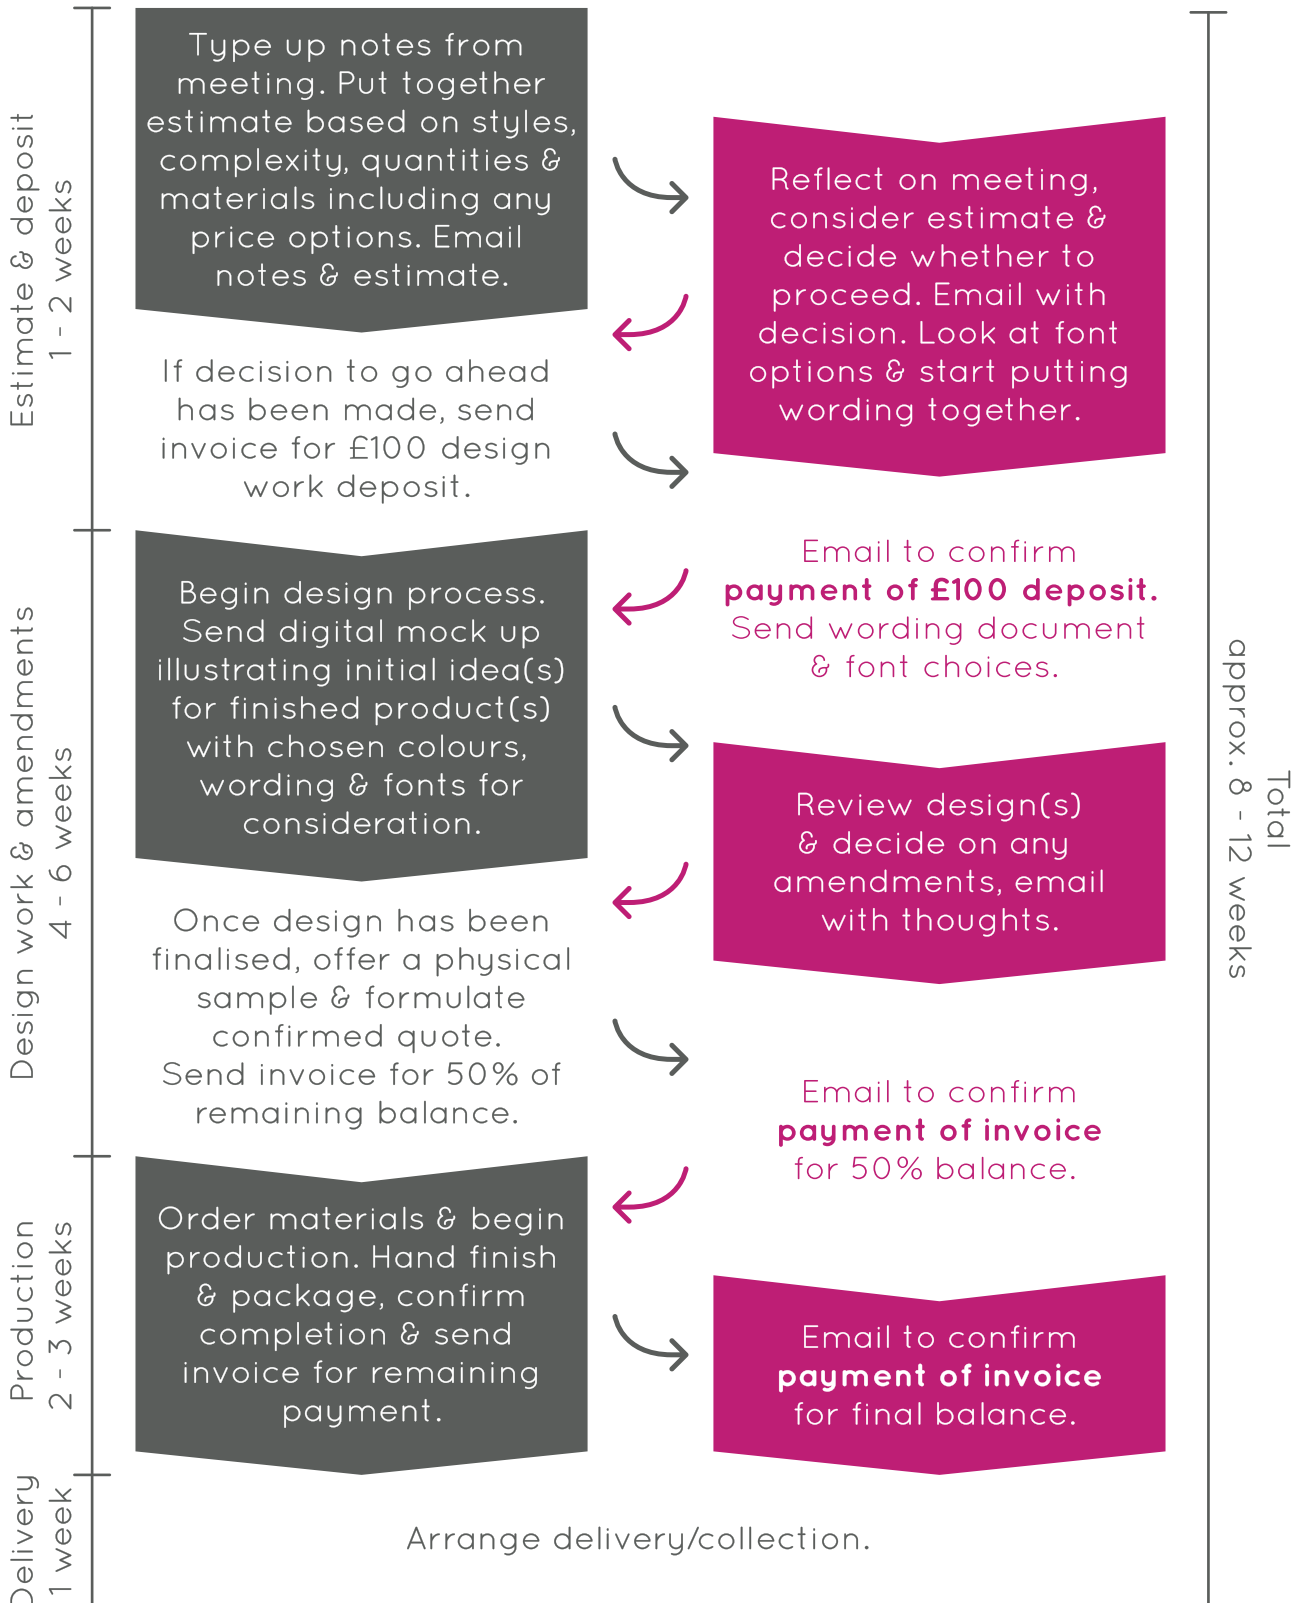 Estimate & deposit
1 - 2 weeks
Type up notes from
meeting. Put together
estimate based on styles,
complexity, quantities &
materials including any
price options. Email
notes & estimate.
Reflect on meeting,
consider estimate &
decide whether to
proceed. Email with
decision. Look at font
options & start putting
wording together.
If decision to go ahead
has been made, send
invoice for £100 design
work deposit.
Email to confirm
payment of £100 deposit.
Send wording document
& font choices.
Design work & amendments
4 - 6 weeks
Begin design process.
Send digital mock up
illustrating initial idea(s)
for finished product(s)
with chosen colours,
wording & fonts for
consideration.
Review design(s)
& decide on any
amendments, email
with thoughts.
Once design has been
finalised, offer a physical
sample & formulate
confirmed quote.
Send invoice for 50% of
remaining balance.
Email to confirm
payment of invoice
for 50% balance.
Production
2 - 3 weeks
Order materials & begin
production. Hand finish
& package, confirm
completion & send
invoice for remaining
payment.
Email to confirm
payment of invoice
for final balance.
Delivery
1 week
Arrange delivery/collection.
Total
approx. 8 - 12 weeks